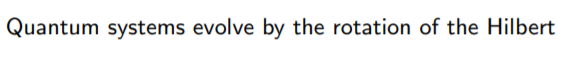 Quantum systems evolve by the rotation of the Hilbert